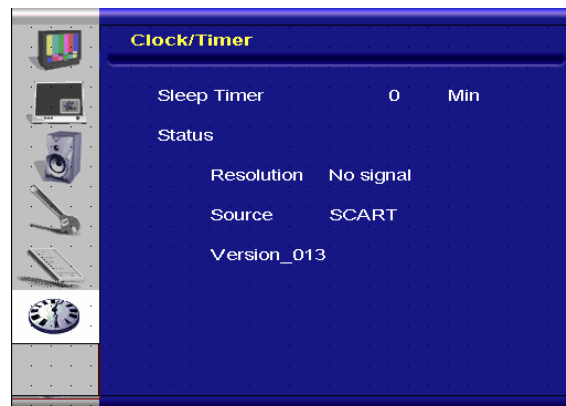 Clock/Timer
Sleep Timer 0 Min
Status
Resolution No signal
Source SCART
Version_013